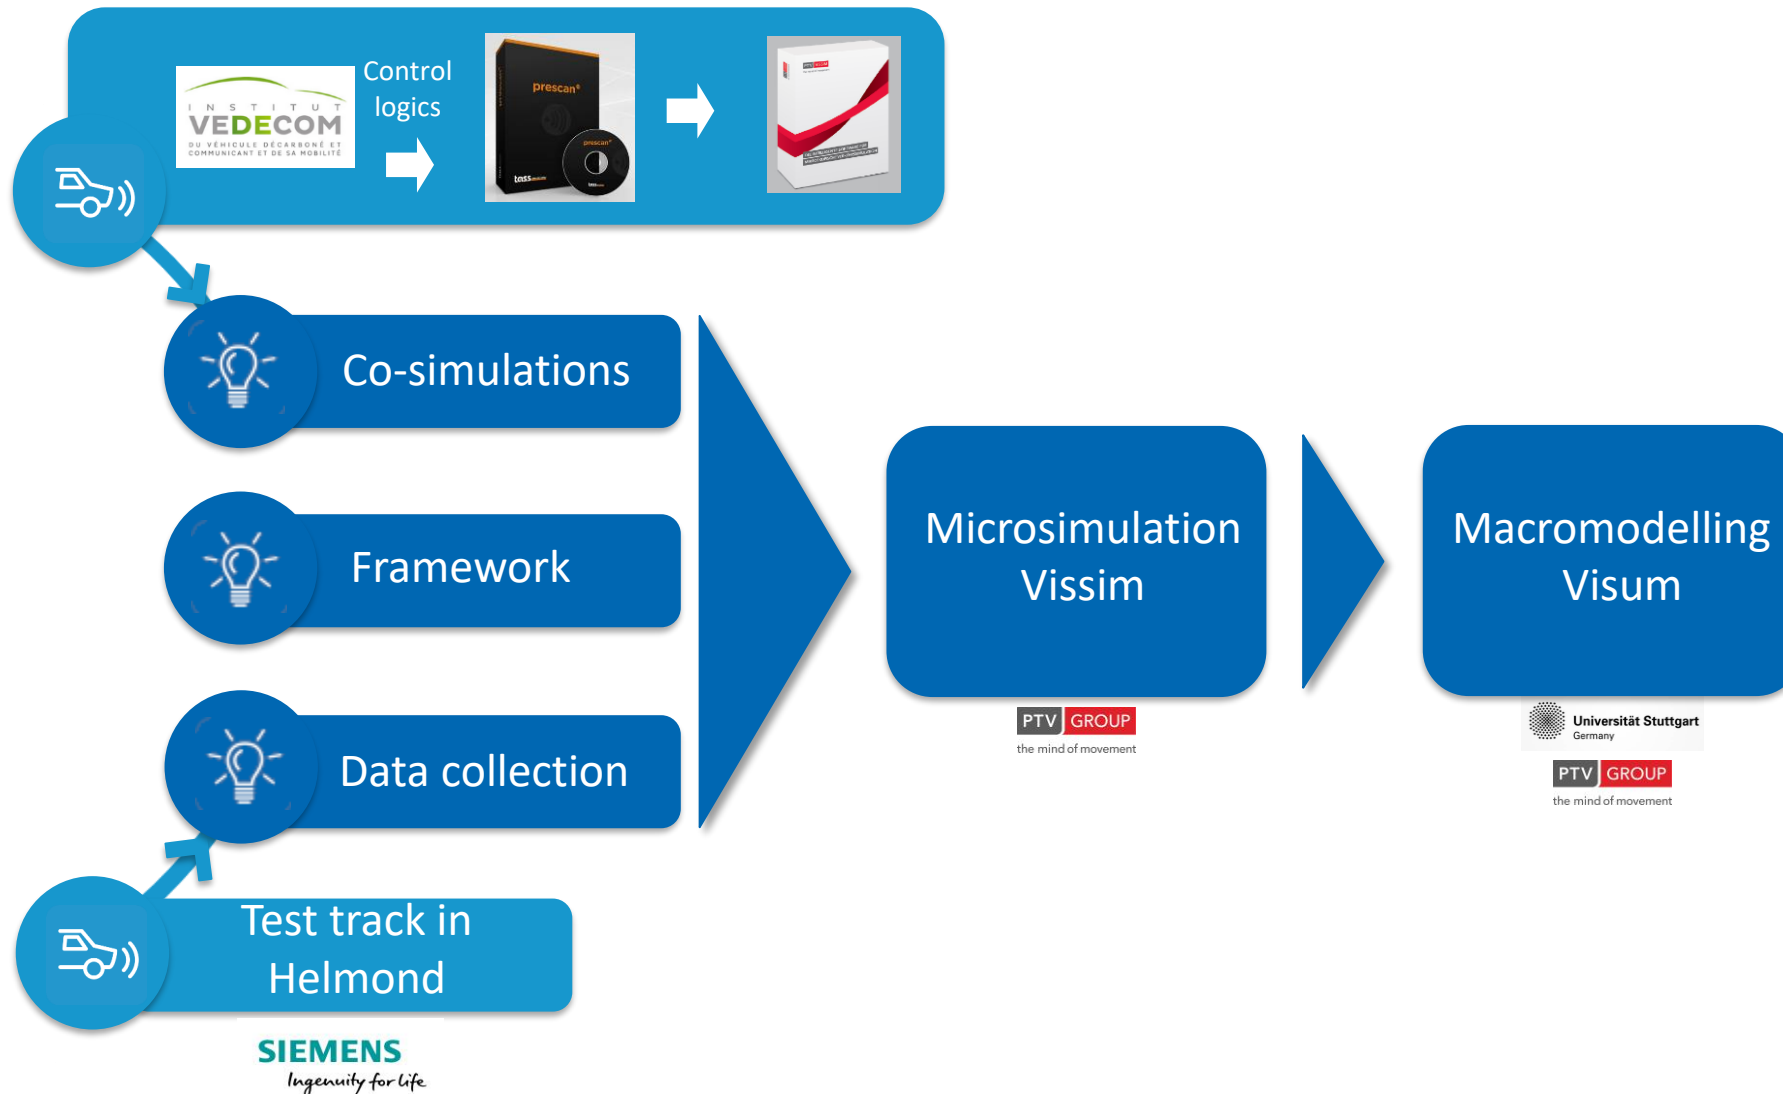 INSTITUT
VEDECOM
DU VÉHICULE DÉCARBONÉ ET
COMMUNICANT ET DE SA MOBILITÉ
Control
logics
prescan®
prescan®
tass
Co-simulations
Framework
Data collection
Microsimulation
Vissim
PTV GROUP
the mind of movement
Macromodelling
Visum
Universität Stuttgart
Germany
PTV GROUP
the mind of movement
Test track in
Helmond
SIEMENS
Ingenuity for life